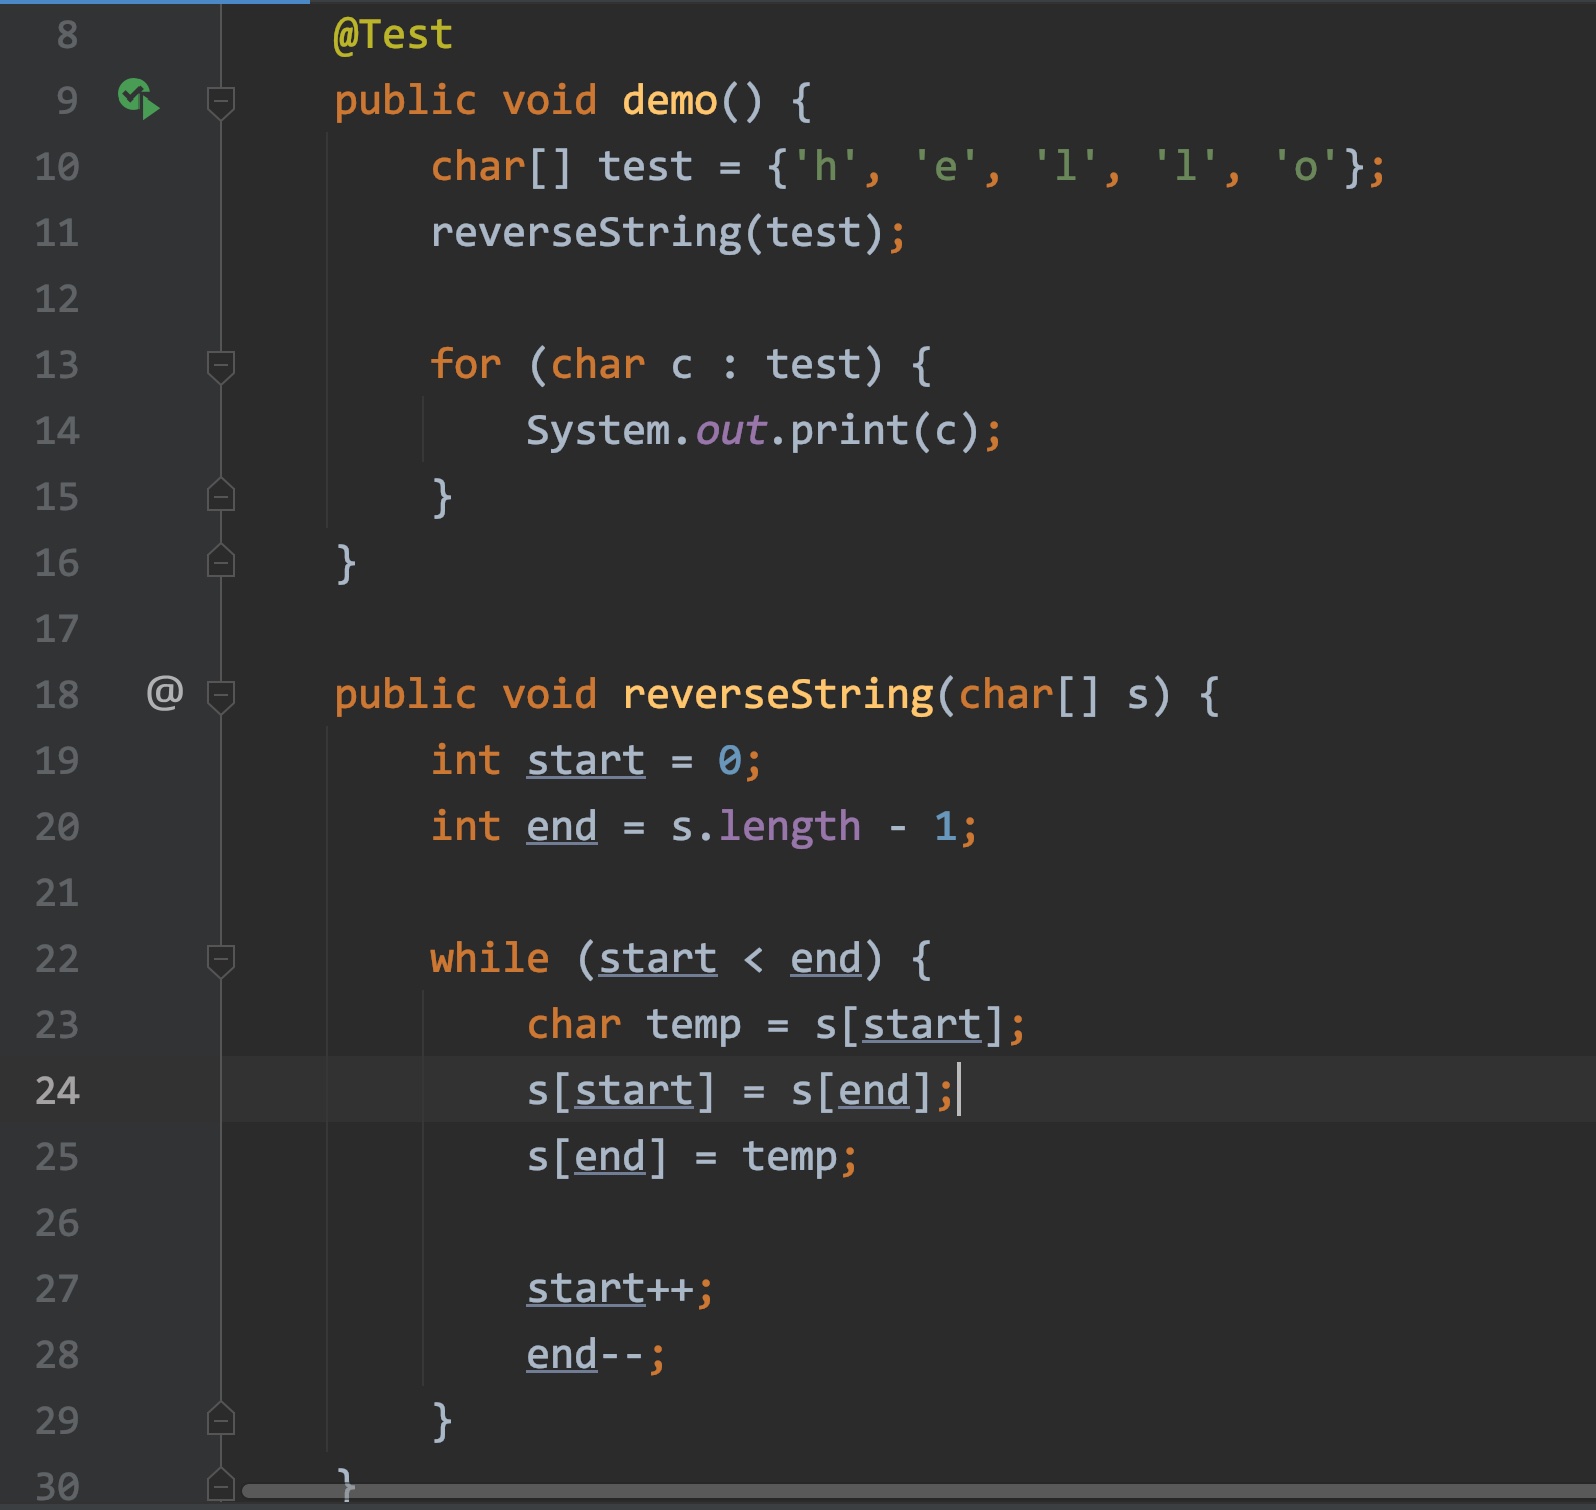 8 @Test
9 public void demo() {
10 char[] test = {'h', 'e', 'l', 'l', 'o'};
11 reverseString(test);
12
13 for (char c : test) {
14 System.out.print(c);
15 }
16 }
17
18 @ public void reverseString(char[] s) {
19 int start = 0;
20 int end = s.length - 1;
21
22 while (start < end) {
23 char temp = s[start];
24 s[start] = s[end];
25 s[end] = temp;
26
27 start++;
28 end--;
29 }
30 }